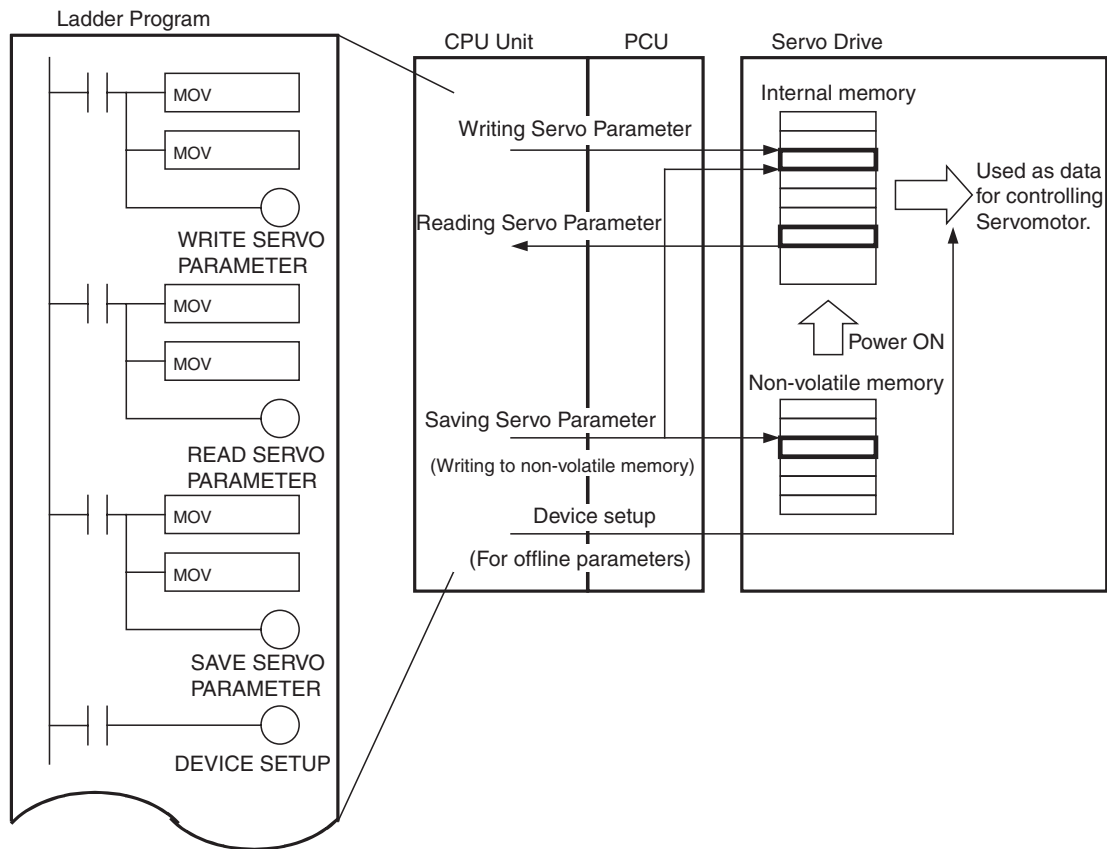 Ladder Program
MOV
MOV
WRITE SERVO
PARAMETER
MOV
MOV
READ SERVO
PARAMETER
MOV
MOV
SAVE SERVO
PARAMETER
DEVICE SETUP
CPU Unit
PCU
Writing Servo Parameter
Reading Servo Parameter
Saving Servo Parameter
(Writing to non-volatile memory)
Device setup
(For offline parameters)
Servo Drive
Internal memory
Used as data
for controlling
Servomotor.
Power ON
Non-volatile memory